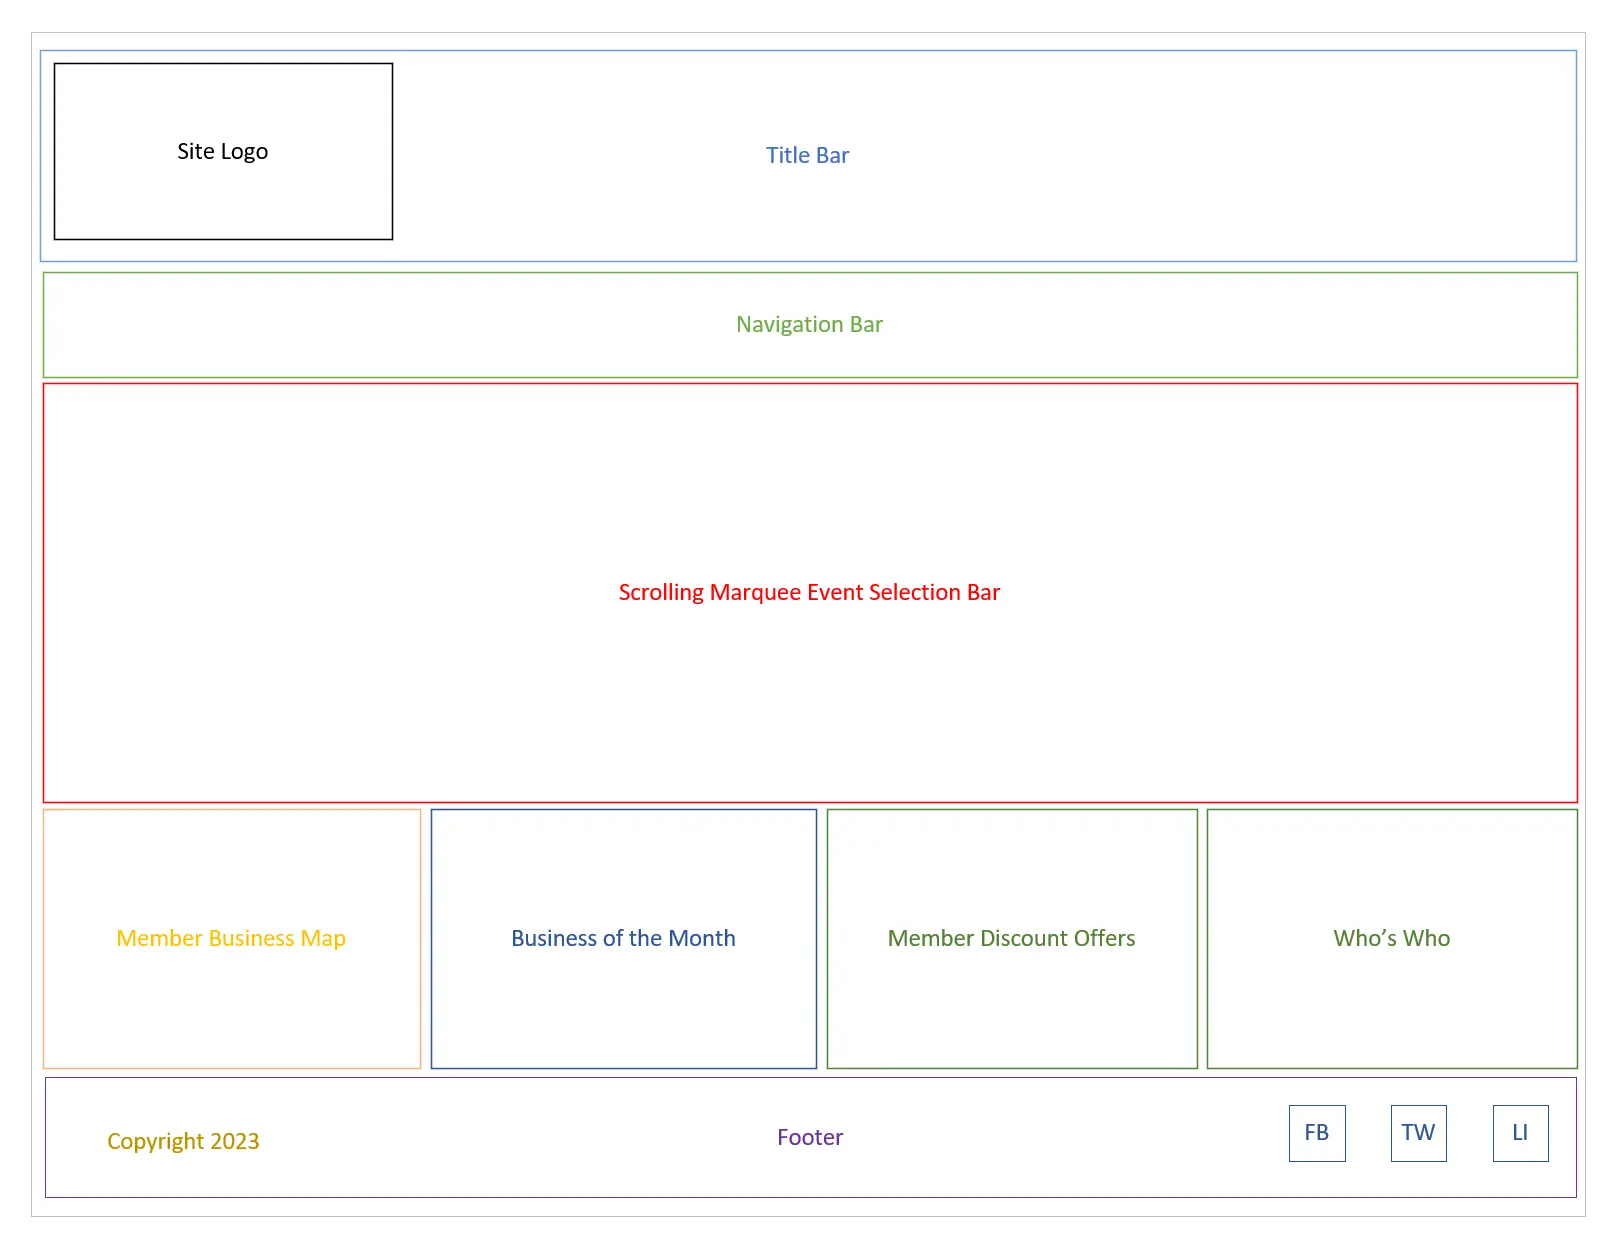 Site Logo
Title Bar
Navigation Bar
Scrolling Marquee Event Selection Bar
Member Business Map
Business of the Month
Member Discount Offers
Who’s Who
Copyright 2023
Footer
FB
TW
LI